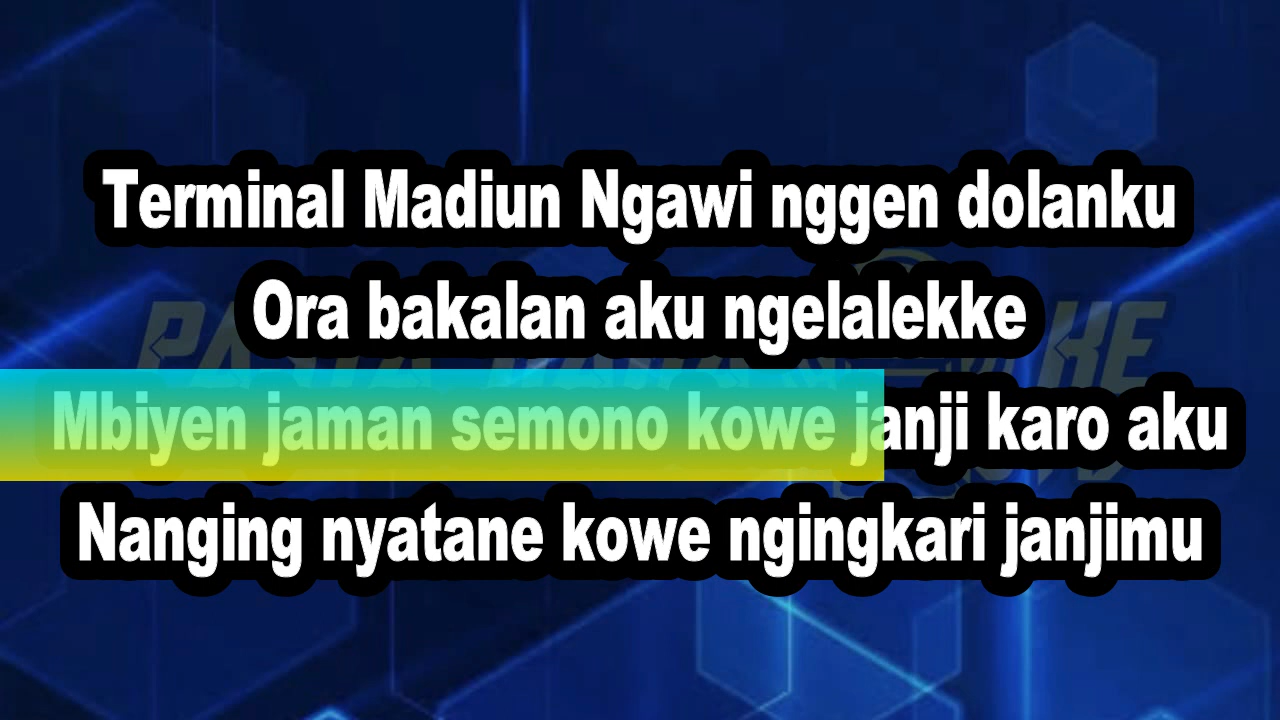 Terminal Madiun Ngawi nggen dolanku
Ora bakalan aku ngelalekke
Mbiyen jaman semono kowe janji karo aku
Nanging nyatane kowe ngingkari janjimu